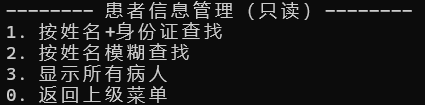 -------- 患者信息管理 (只读) --------
1. 按姓名+身份证查找
2. 按姓名模糊查找
3. 显示所有病人
0. 返回上级菜单